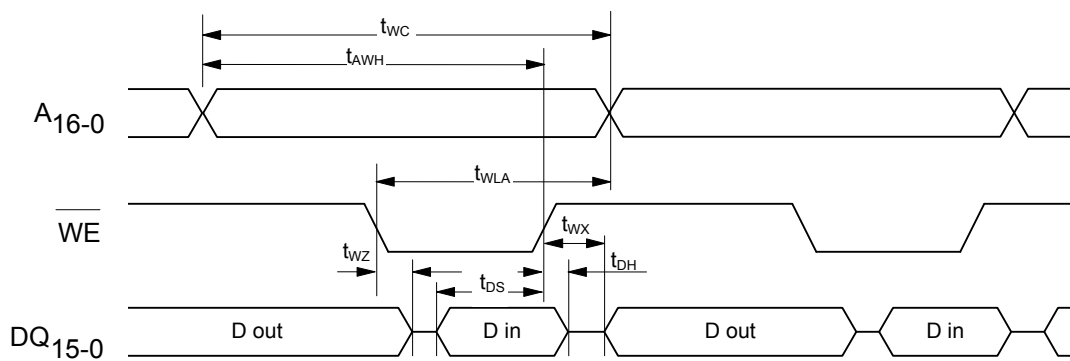 tWC
tAWH
A16-0
tWLA
WE
tWX
tWZ
tDH
tDS
DQ15-0
D out
D in
D out
D in